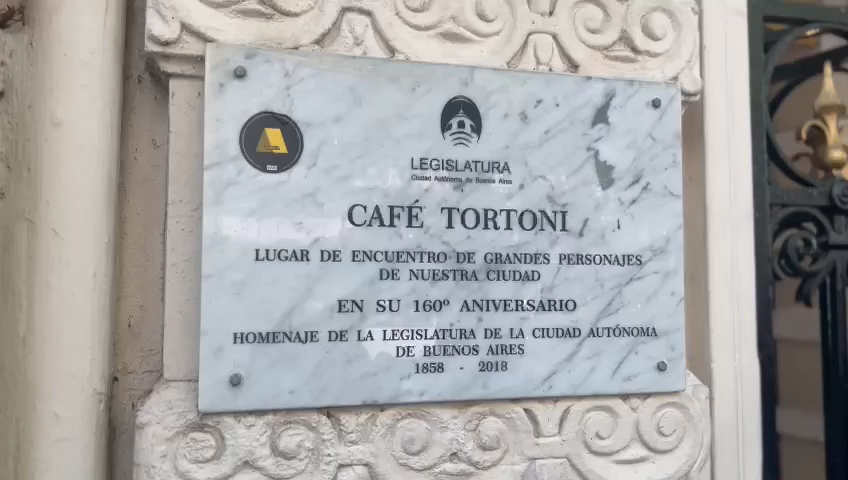 LEGISLATURA
Ciudad Autónoma de Buenos Aires
CAFÉ TORTONI
LUGAR DE ENCUENTRO DE GRANDES PERSONAJES
DE NUESTRA CIUDAD
EN SU 160º ANIVERSARIO
HOMENAJE DE LA LEGISLATURA DE LA CIUDAD AUTÓNOMA
DE BUENOS AIRES
1858 - 2018